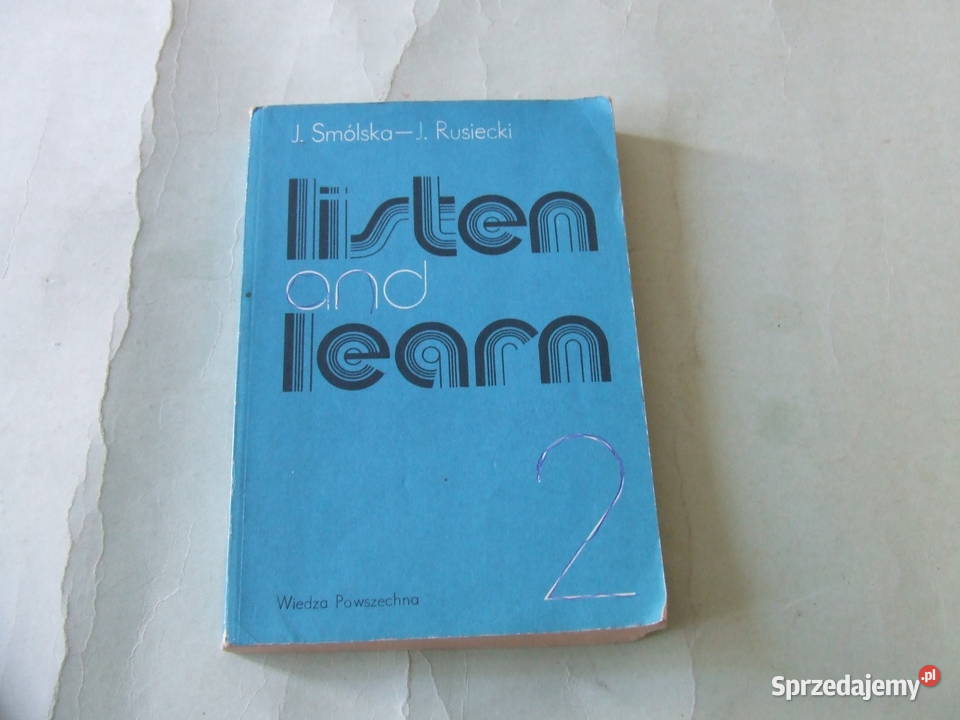 J. Smólska—J. Rusiecki
listen
and
learn
2
Wiedza Powszechna
Sprzedajemy.pl